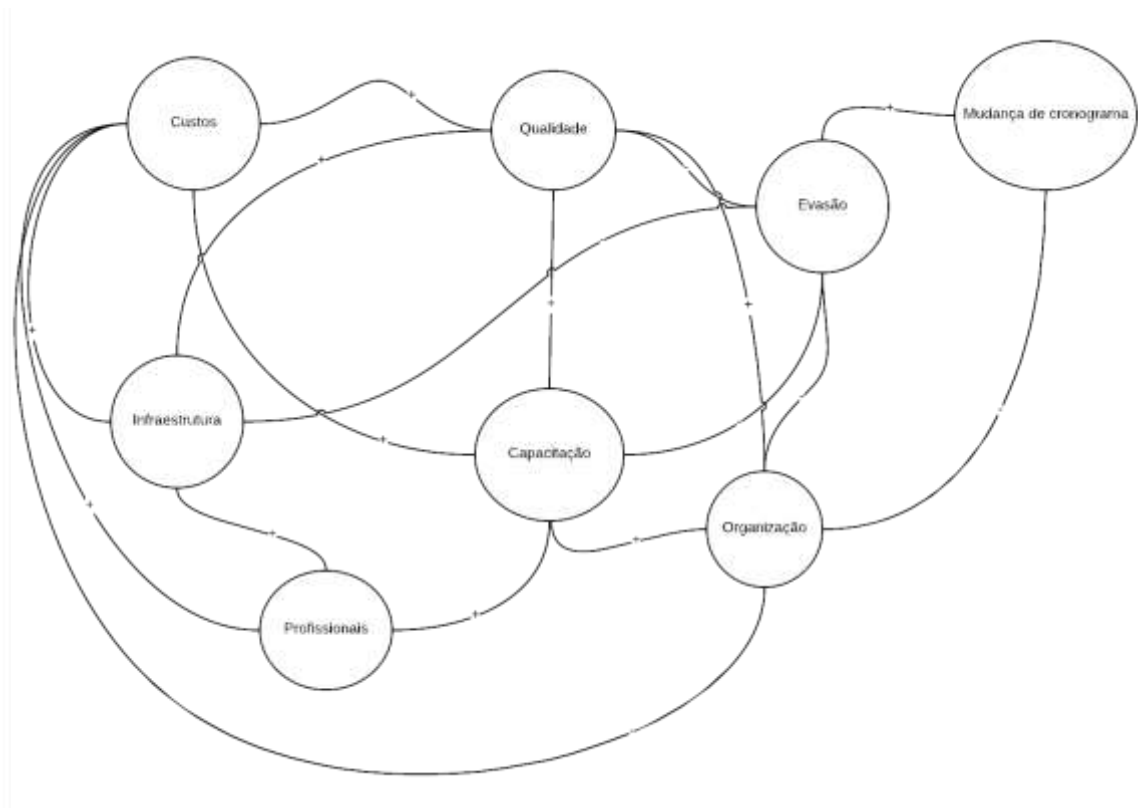 Custos
+
Qualidade
+
Mudança de cronograma
+
-
Evasão
+
-
+
+
-
Infraestrutura
+
Capacitação
-
-
+
+
Organização
+
+
Profissionais
-